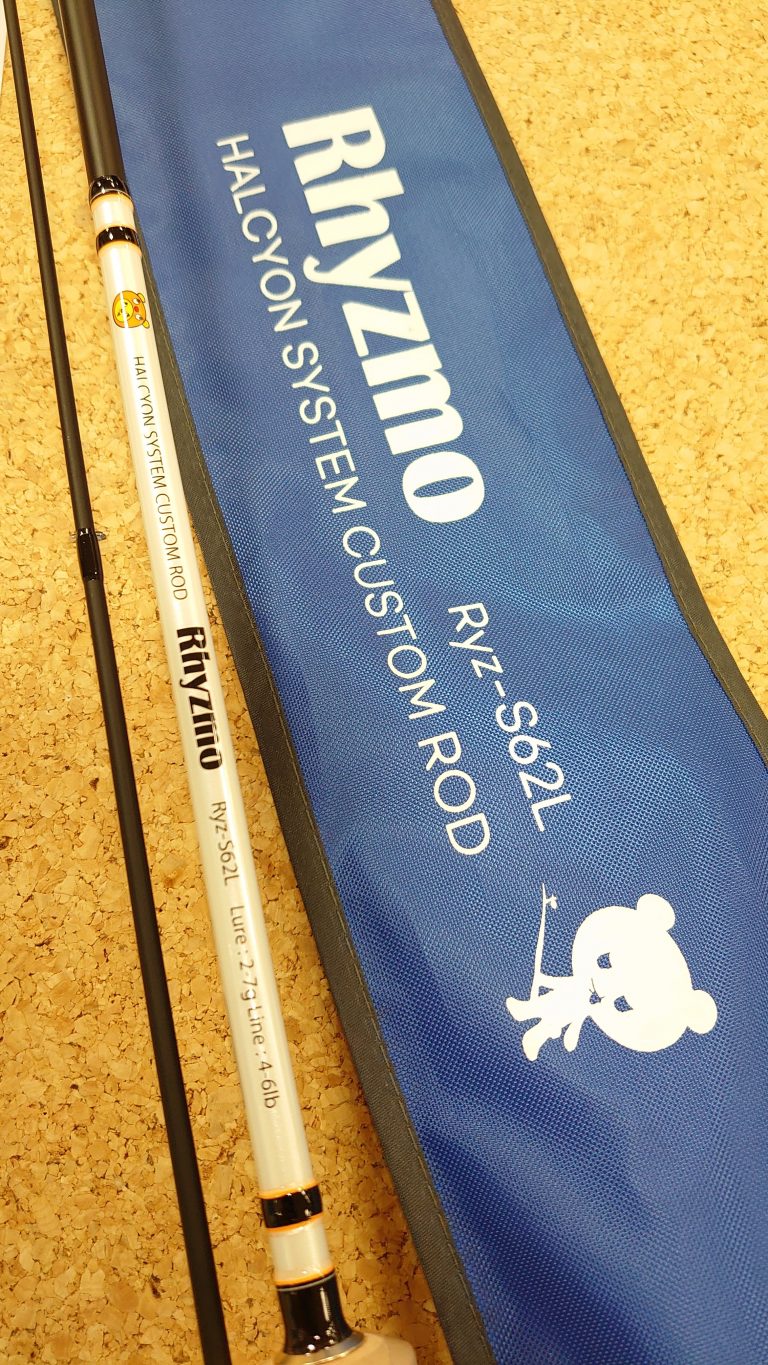 Rhyzmo
HALCYON SYSTEM CUSTOM ROD
Ryz-S62L
HALCYON SYSTEM CUSTOM ROD Rhyzmo Ryz-S62L Lure : 2-7g Line : 4-6lb